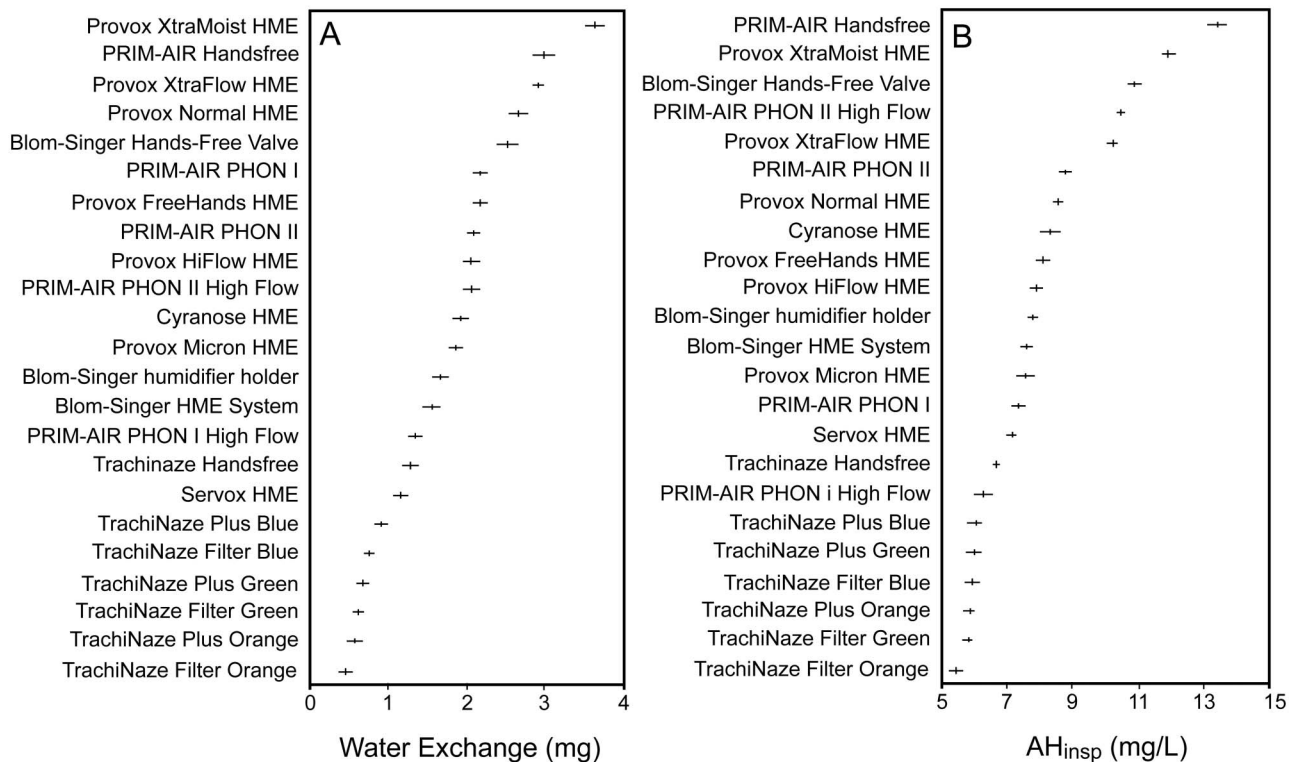 A
Provox XtraMoist HME
PRIM-AIR Handsfree
Provox XtraFlow HME
Provox Normal HME
Blom-Singer Hands-Free Valve
PRIM-AIR PHON I
Provox FreeHands HME
PRIM-AIR PHON II
Provox HiFlow HME
PRIM-AIR PHON II High Flow
Cyranose HME
Provox Micron HME
Blom-Singer humidifier holder
Blom-Singer HME System
PRIM-AIR PHON I High Flow
Trachinaze Handsfree
Servox HME
TrachiNaze Plus Blue
TrachiNaze Filter Blue
TrachiNaze Plus Green
TrachiNaze Filter Green
TrachiNaze Plus Orange
TrachiNaze Filter Orange
0 1 2 3 4
Water Exchange (mg)
B
PRIM-AIR Handsfree
Provox XtraMoist HME
Blom-Singer Hands-Free Valve
PRIM-AIR PHON II High Flow
Provox XtraFlow HME
PRIM-AIR PHON II
Provox Normal HME
Cyranose HME
Provox FreeHands HME
Provox HiFlow HME
Blom-Singer humidifier holder
Blom-Singer HME System
Provox Micron HME
PRIM-AIR PHON I
Servox HME
Trachinaze Handsfree
PRIM-AIR PHON i High Flow
TrachiNaze Plus Blue
TrachiNaze Plus Green
TrachiNaze Filter Blue
TrachiNaze Plus Orange
TrachiNaze Filter Green
TrachiNaze Filter Orange
5 7 9 11 13 15
AHinsp (mg/L)